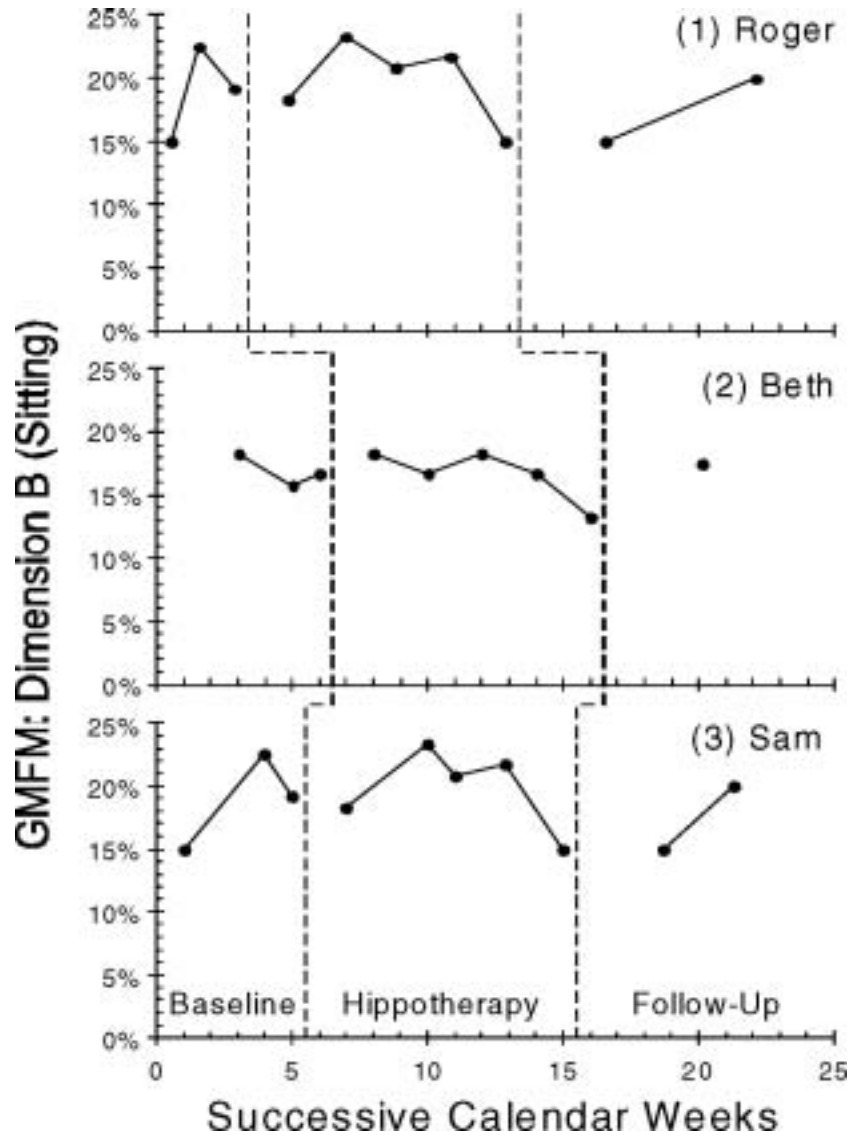 GMFM: Dimension B (Sitting)
(1) Roger
25%
20%
15%
10%
5%
0%
(2) Beth
25%
20%
15%
10%
5%
0%
(3) Sam
25%
20%
15%
10%
5%
0%
Baseline Hippotherapy Follow-Up
0 5 10 15 20 25
Successive Calendar Weeks